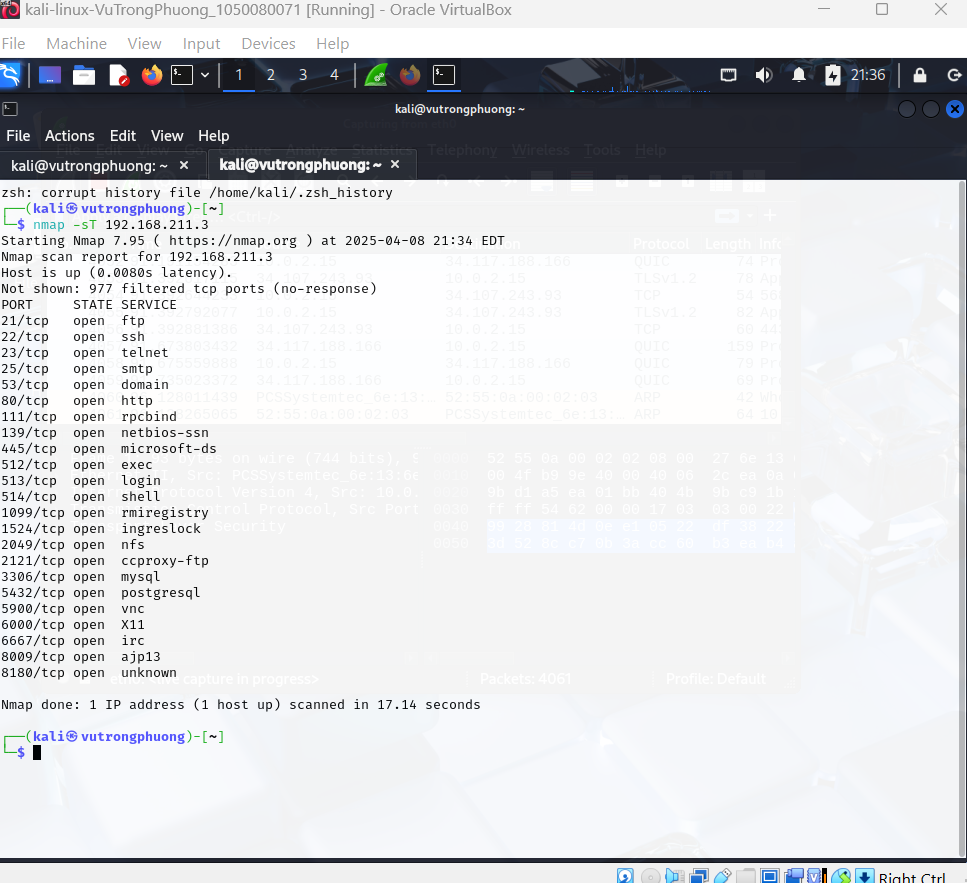 kali-linux-VuTrongPhuong_1050080071 [Running] - Oracle VirtualBox
File Machine View Input Devices Help
1 2 3 4 21:36
kali@vutrongphuong: ~
File Actions Edit View Help
kali@vutrongphuong: ~ × kali@vutrongphuong: ~ ×
zsh: corrupt history file /home/kali/.zsh_history
┌──(kali㉿vutrongphuong)-[~]
└─$ nmap -sT 192.168.211.3
Starting Nmap 7.95 ( https://nmap.org ) at 2025-04-08 21:34 EDT
Nmap scan report for 192.168.211.3
Host is up (0.0080s latency).
Not shown: 977 filtered tcp ports (no-response)
PORT     STATE SERVICE
21/tcp   open  ftp
22/tcp   open  ssh
23/tcp   open  telnet
25/tcp   open  smtp
53/tcp   open  domain
80/tcp   open  http
111/tcp  open  rpcbind
139/tcp  open  netbios-ssn
445/tcp  open  microsoft-ds
512/tcp  open  exec
513/tcp  open  login
514/tcp  open  shell
1099/tcp open  rmiregistry
1524/tcp open  ingreslock
2049/tcp open  nfs
2121/tcp open  ccproxy-ftp
3306/tcp open  mysql
5432/tcp open  postgresql
5900/tcp open  vnc
6000/tcp open  X11
6667/tcp open  irc
8009/tcp open  ajp13
8180/tcp open  unknown
Nmap done: 1 IP address (1 host up) scanned in 17.14 seconds
┌──(kali㉿vutrongphuong)-[~]
└─$
Packets: 4061 Profile: Default
Right Ctrl